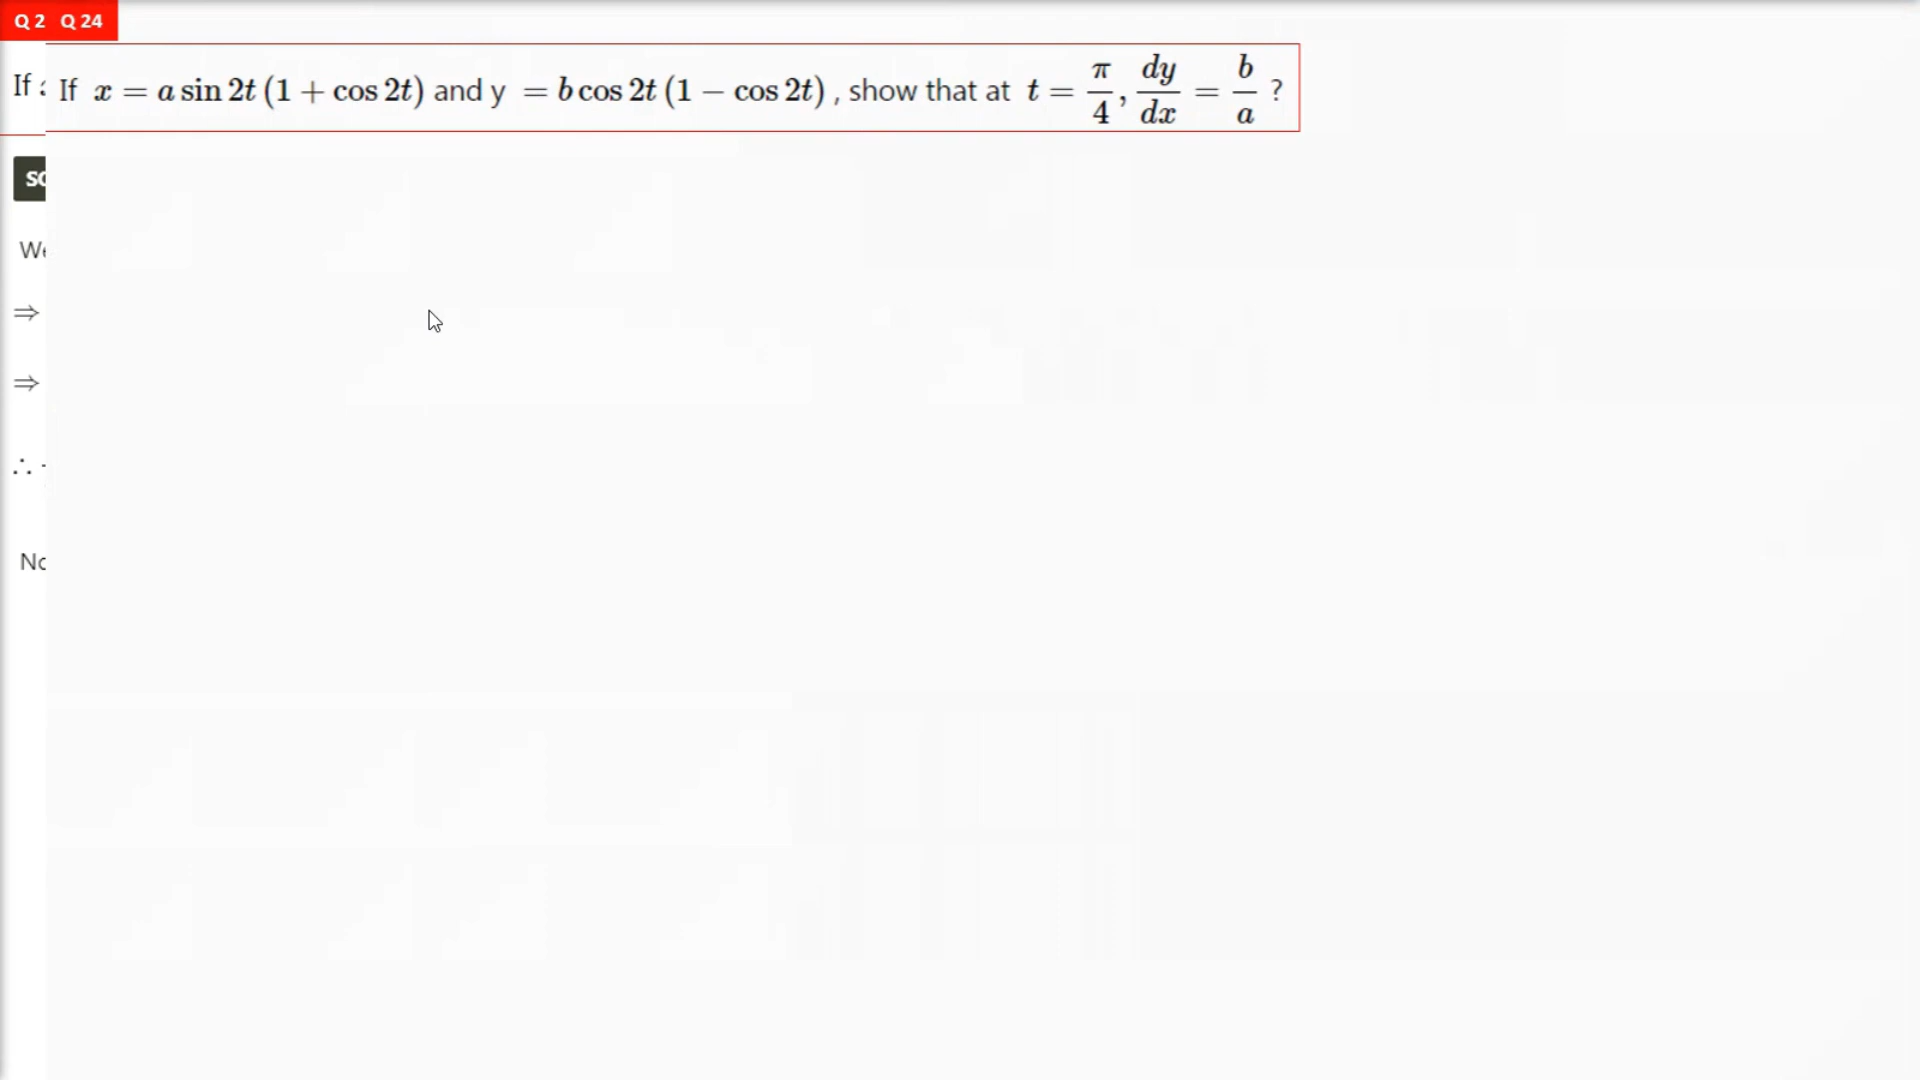 Q 2 Q 24
If If x = a sin 2t (1 + cos 2t) and y = b cos 2t (1 − cos 2t) , show that at t = π/4, dy/dx = b/a ?
⇒
⇒
∴